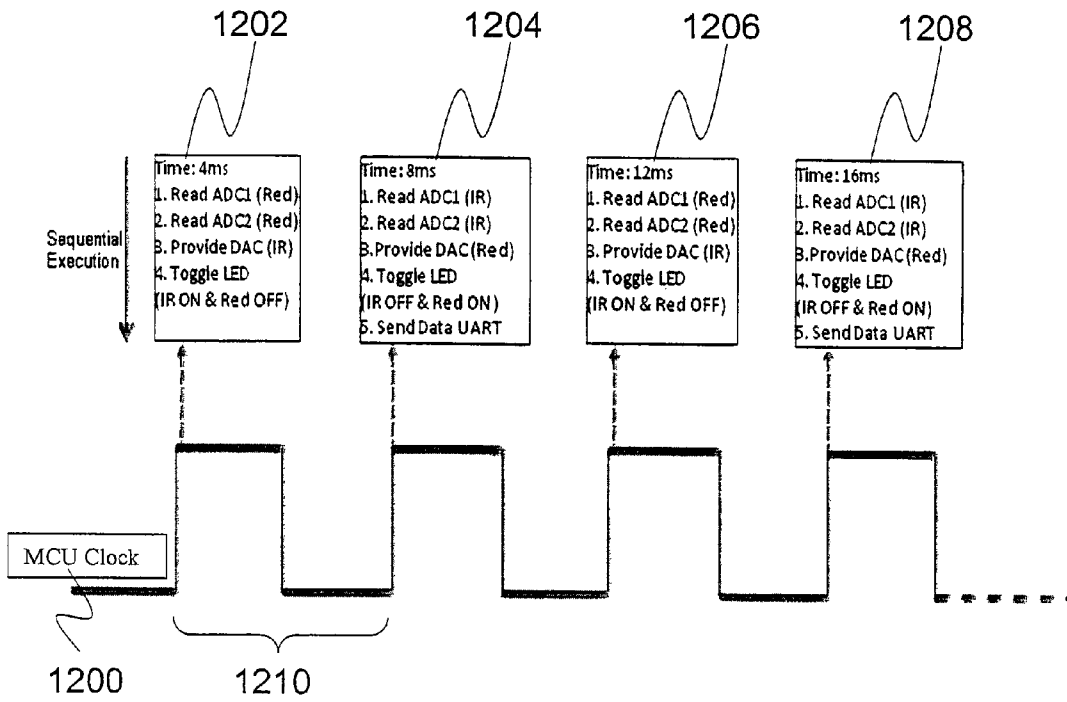 1202
1204
1206
1208
Sequential
Execution
Time: 4ms
1. Read ADC1 (Red)
2. Read ADC2 (Red)
3. Provide DAC (IR)
4. Toggle LED
(IR ON & Red OFF)
Time: 8ms
1. Read ADC1 (IR)
2. Read ADC2 (IR)
3. Provide DAC (Red)
4. Toggle LED
(IR OFF & Red ON)
5. Send Data UART
Time: 12ms
1. Read ADC1 (Red)
2. Read ADC2 (Red)
3. Provide DAC (IR)
4. Toggle LED
(IR ON & Red OFF)
Time: 16ms
1. Read ADC1 (IR)
2. Read ADC2 (IR)
3. Provide DAC (Red)
4. Toggle LED
(IR OFF & Red ON)
5. Send Data UART
MCU Clock
1200
1210